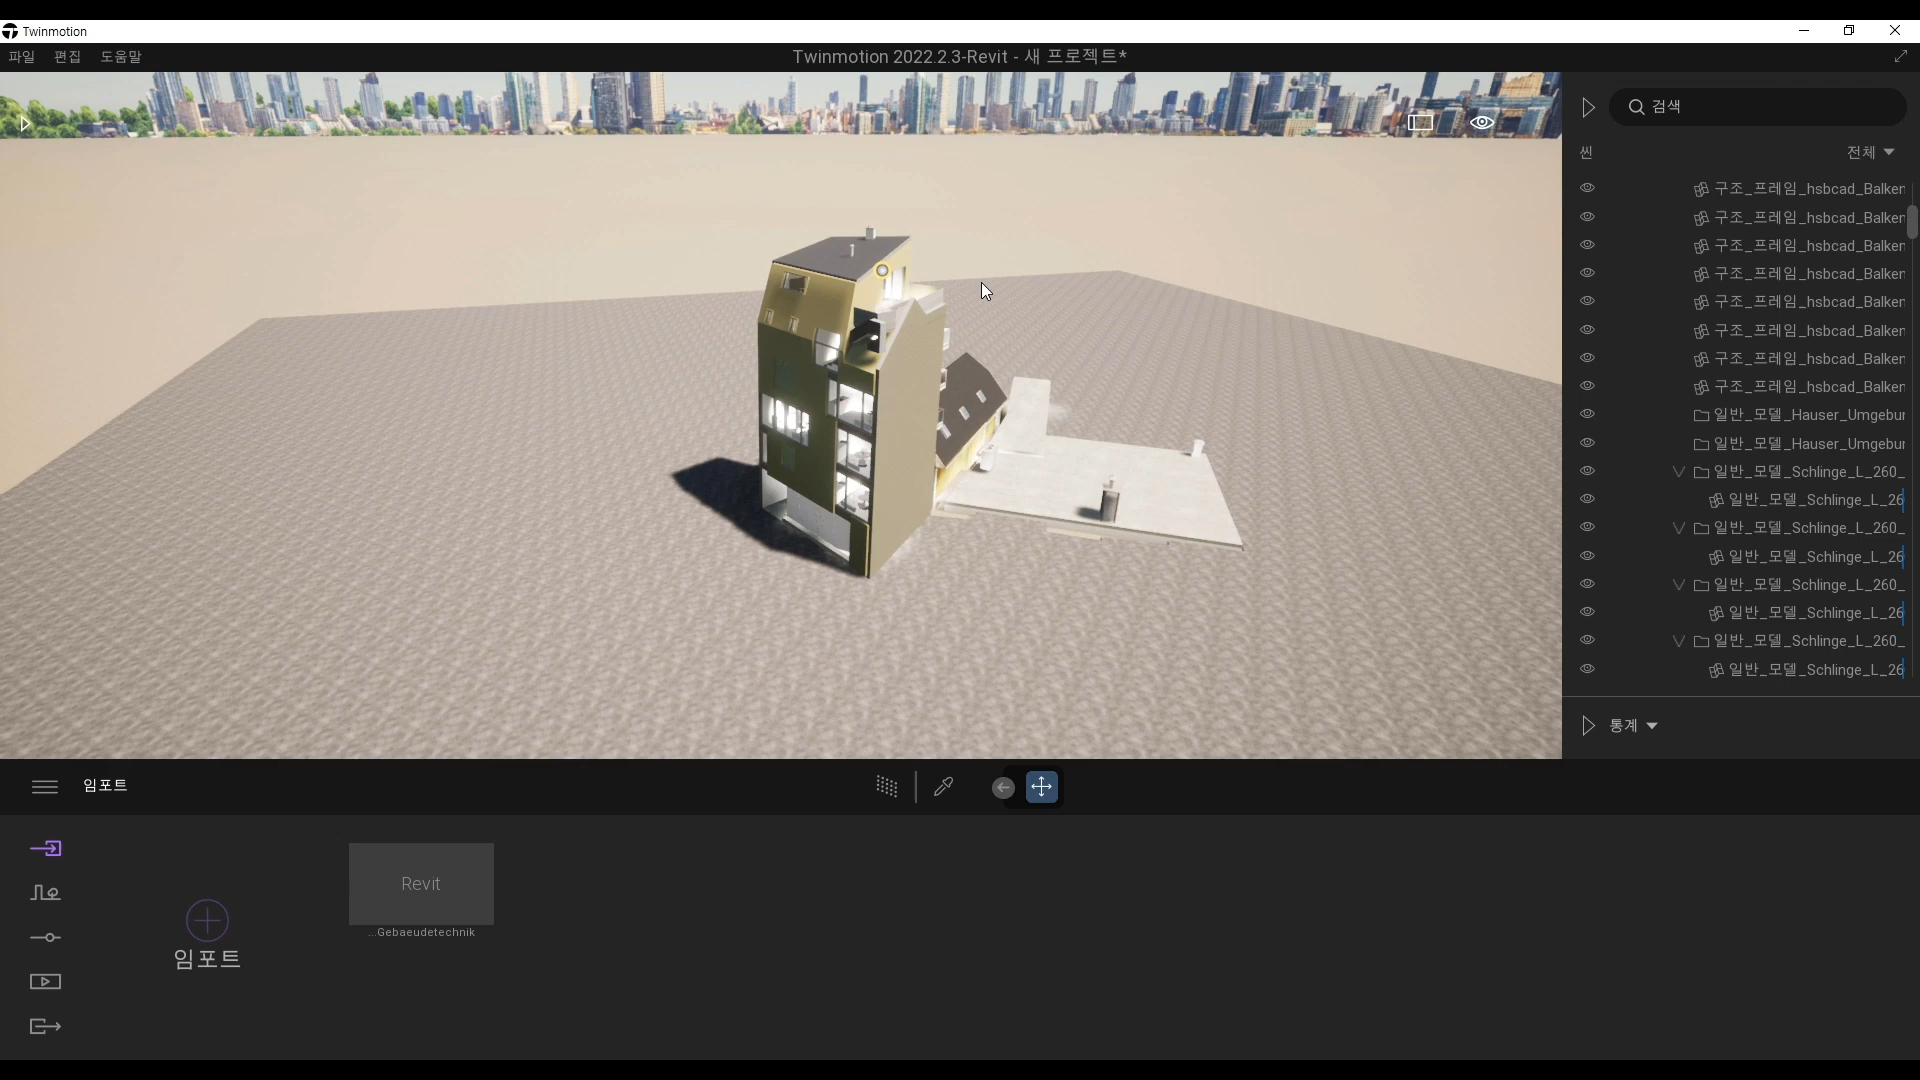 Twinmotion
파일 편집 도움말
Twinmotion 2022.2.3-Revit - 새 프로젝트*
검색
씬 전체
구조_프레임_hsbcad_Balken
구조_프레임_hsbcad_Balken
구조_프레임_hsbcad_Balken
구조_프레임_hsbcad_Balken
구조_프레임_hsbcad_Balken
구조_프레임_hsbcad_Balken
구조_프레임_hsbcad_Balken
구조_프레임_hsbcad_Balken
일반_모델_Hauser_Umgebur
일반_모델_Hauser_Umgebur
일반_모델_Schlinge_L_260_
일반_모델_Schlinge_L_26
일반_모델_Schlinge_L_260_
일반_모델_Schlinge_L_26
일반_모델_Schlinge_L_260_
일반_모델_Schlinge_L_26
일반_모델_Schlinge_L_260_
일반_모델_Schlinge_L_26
통계
임포트
Revit
...Gebaeudetechnik
임포트